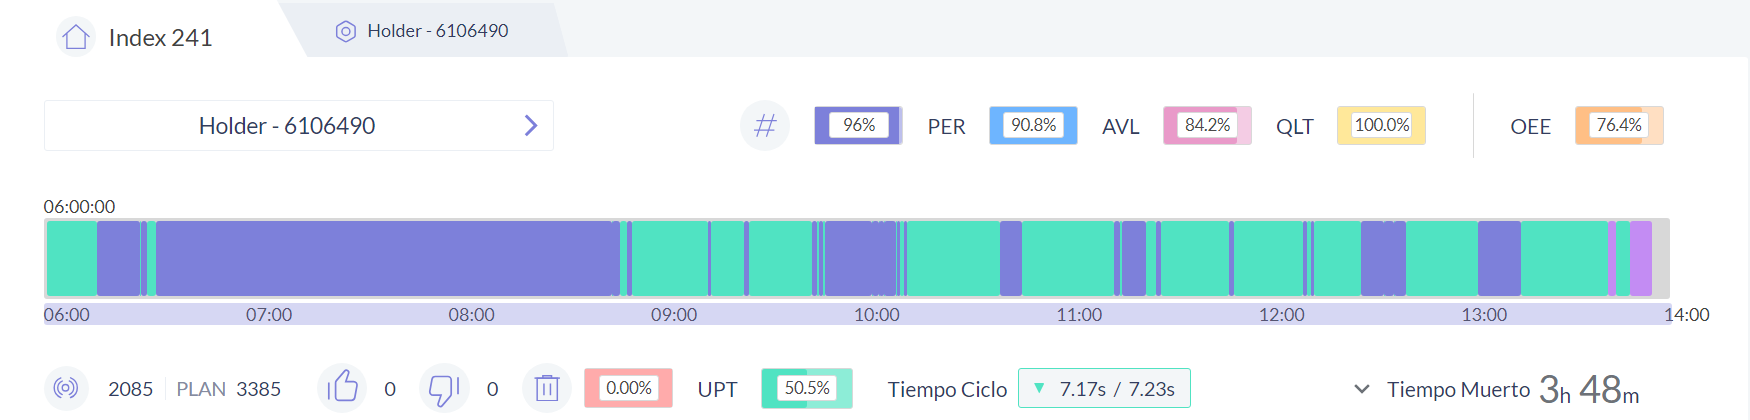 Index 241
Holder - 6106490
Holder - 6106490
96% PER 90.8% AVL 84.2% QLT 100.0% OEE 76.4%
06:00:00
06:00 07:00 08:00 09:00 10:00 11:00 12:00 13:00 14:00
2085 PLAN 3385 0 0 0.00% UPT 50.5% Tiempo Ciclo ▼ 7.17s / 7.23s Tiempo Muerto 3h 48m